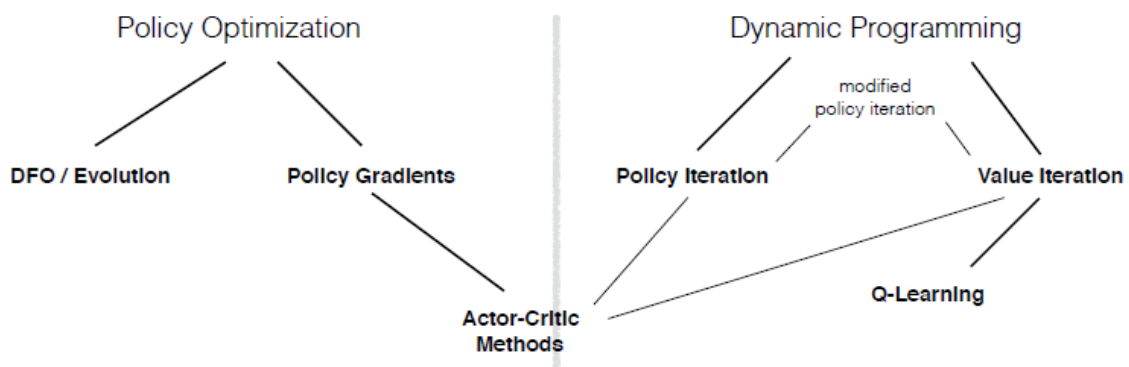 Policy Optimization
Dynamic Programming
modified
policy iteration
DFO / Evolution
Policy Gradients
Policy Iteration
Value Iteration
Q-Learning
Actor-Critic
Methods